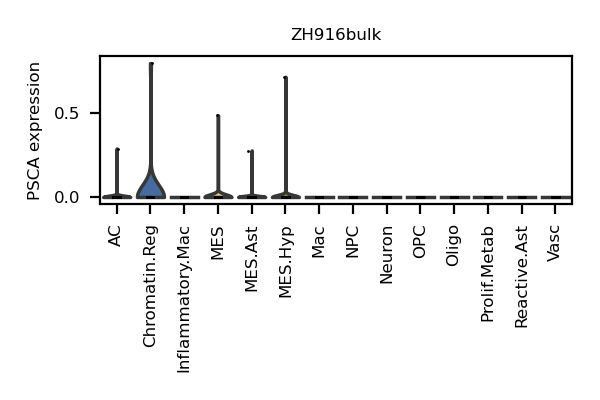 ZH916bulk
PSCA expression
0.5
0.0
AC
Chromatin.Reg
Inflammatory.Mac
MES
MES.Ast
MES.Hyp
Mac
NPC
Neuron
OPC
Oligo
Prolif.Metab
Reactive.Ast
Vasc